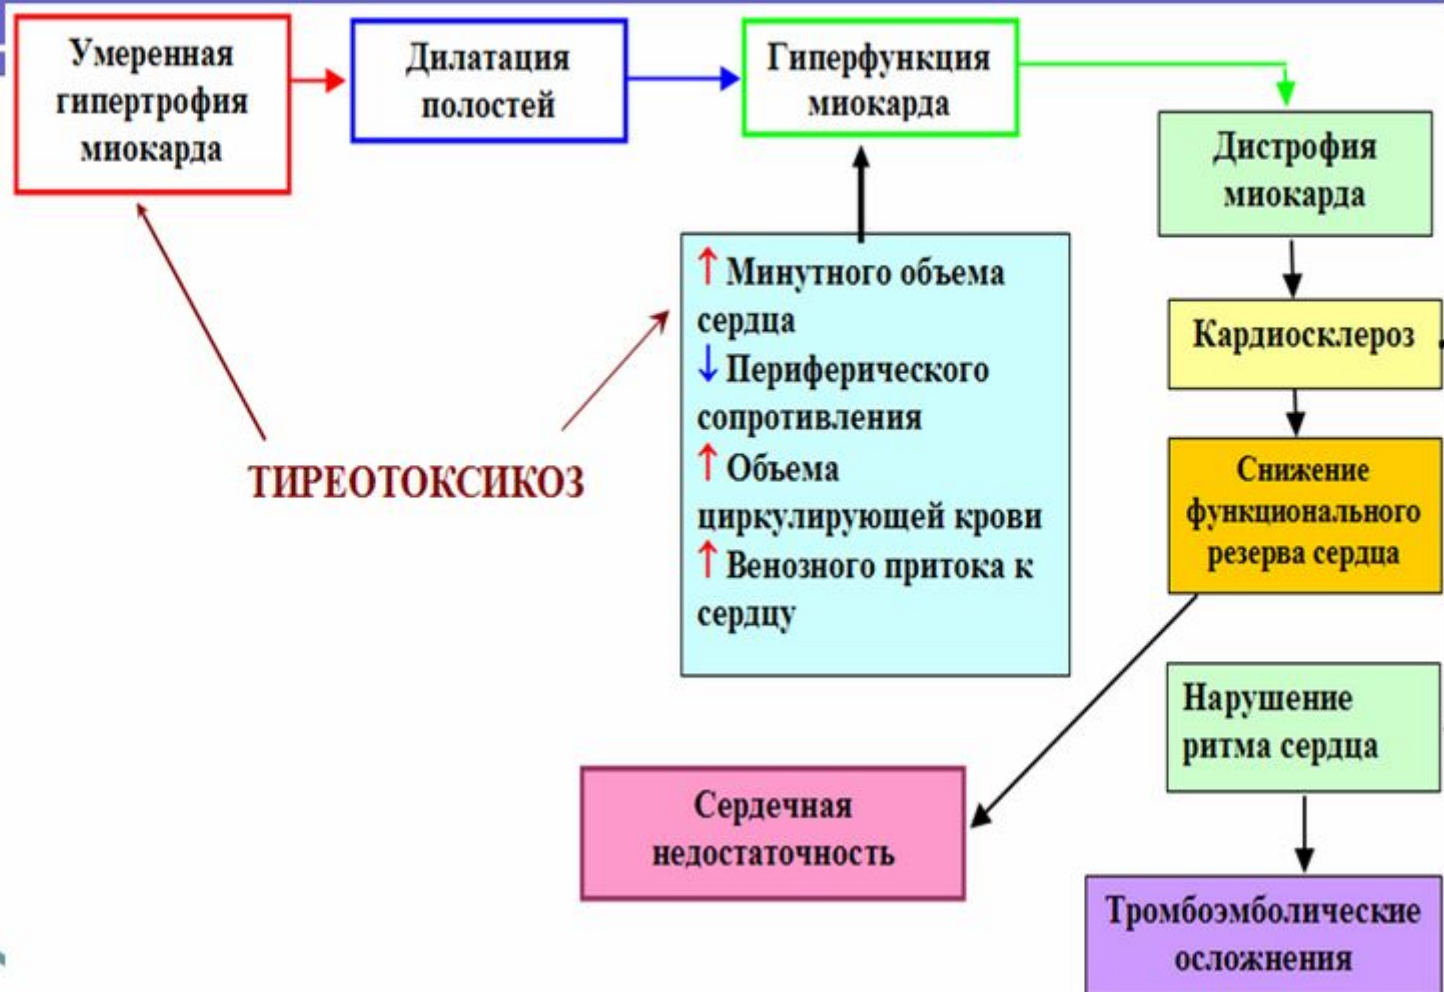 Умеренная
гипертрофия
миокарда
Дилатация
полостей
Гиперфункция
миокарда
Дистрофия
миокарда
↑ Минутного объема
сердца
↓ Периферического
сопротивления
↑ Объема
циркулирующей крови
↑ Венозного притока к
сердцу
Кардиосклероз
ТИРЕОТОКСИКОЗ
Снижение
функционального
резерва сердца
Нарушение
ритма сердца
Сердечная
недостаточность
Тромбоэмболические
осложнения